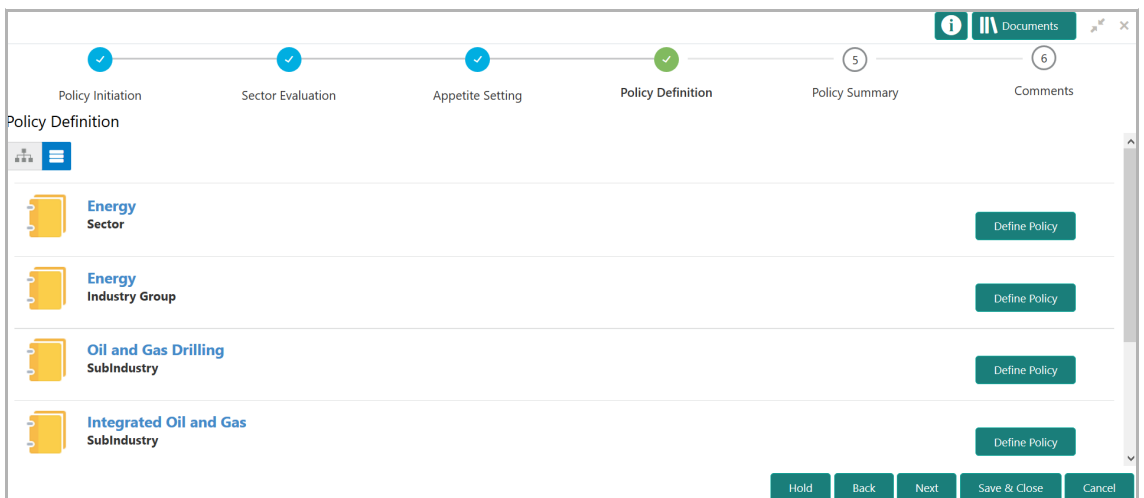 Documents
5
6
Policy Initiation
Sector Evaluation
Appetite Setting
Policy Definition
Policy Summary
Comments
Policy Definition
Energy
Sector
Define Policy
Energy
Industry Group
Define Policy
Oil and Gas Drilling
SubIndustry
Define Policy
Integrated Oil and Gas
SubIndustry
Define Policy
Hold
Back
Next
Save & Close
Cancel